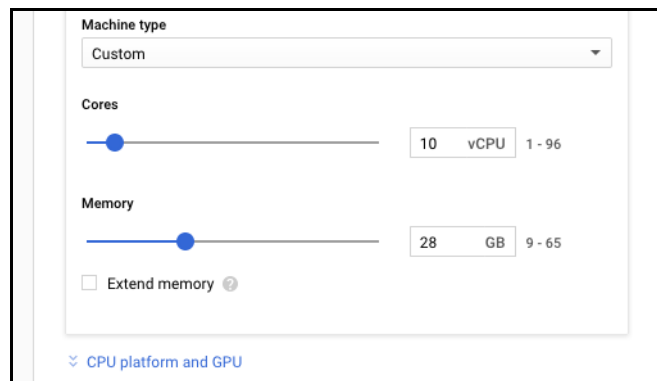 Machine type
Custom
Cores
10 vCPU 1 - 96
Memory
28 GB 9 - 65
Extend memory ?
CPU platform and GPU